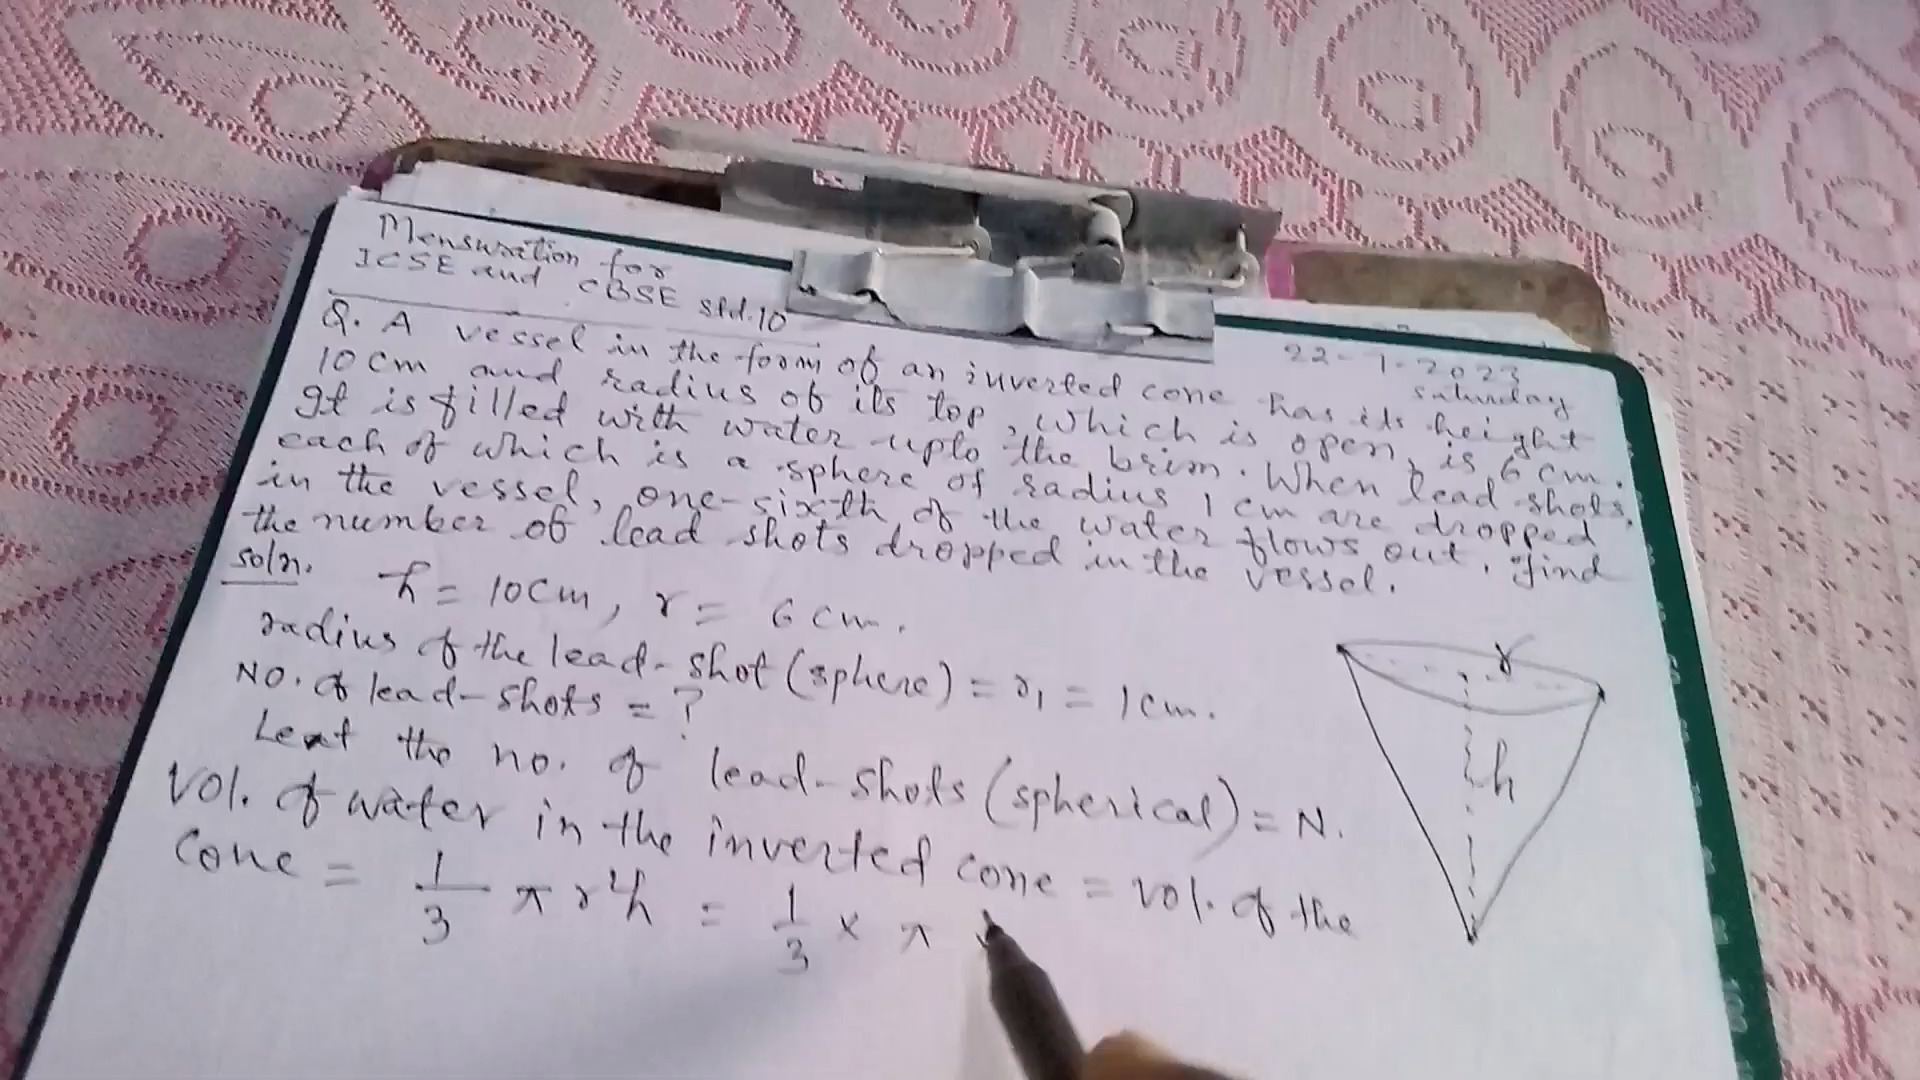 Mensuration for
ICSE and CBSE std.10
22-7-2023
saturday
Q. A vessel in the form of an inverted cone has its height
10 cm and radius of its top, which is open, is 6 cm.
It is filled with water upto the brim. When lead shots,
each of which is a sphere of radius 1 cm are dropped
in the vessel, one-sixth of the water flows out, find
the number of lead shots dropped in the vessel.
soln. h = 10cm, r = 6 cm.
radius of the lead-shot (sphere) = r₁ = 1cm.
No. of lead-shots = ?
Let the no. of lead-shots (spherical) = N.
Vol. of water in the inverted cone = vol. of the
cone = 1/3 π r²h = 1/3 × π
r
h